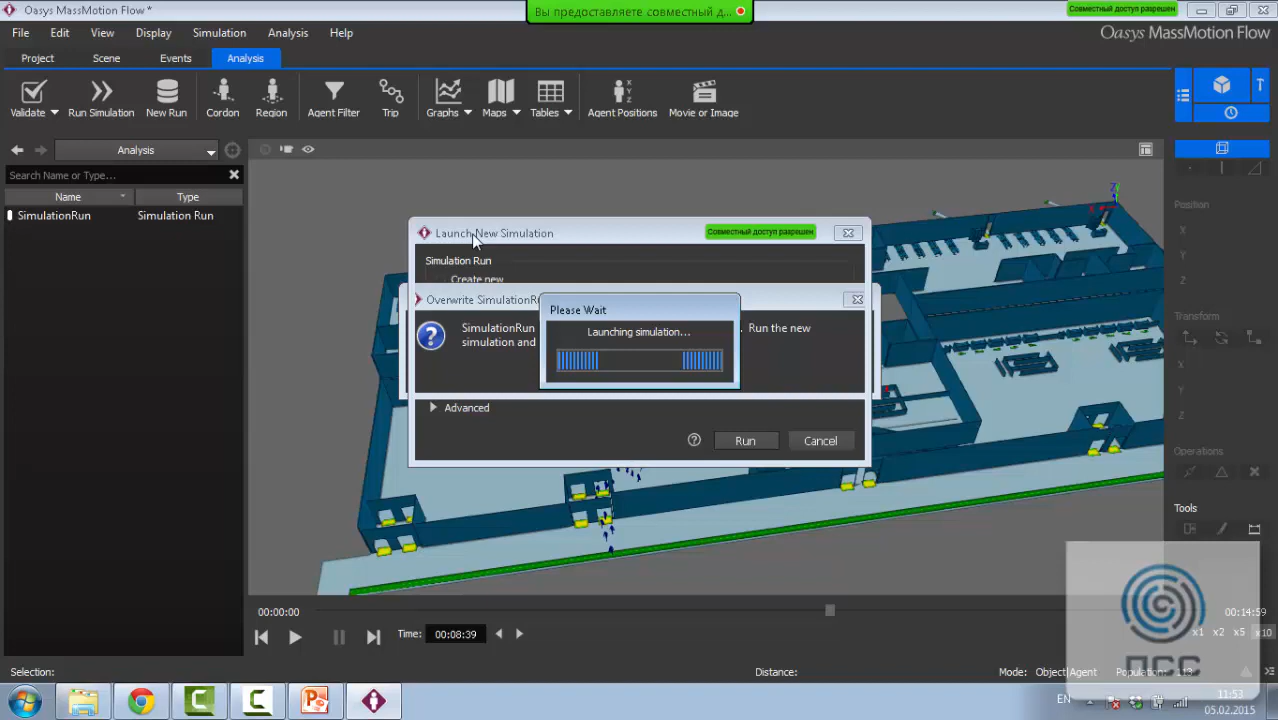 Oasys MassMotion Flow *
Вы предоставляете совместный д...
Совместный доступ разрешен
File Edit View Display Simulation Analysis Help
Oasys MassMotion Flow
Project Scene Events Analysis
Validate Run Simulation New Run Cordon Region Agent Filter Trip Graphs Maps Tables Agent Positions Movie or Image
Analysis
Search Name or Type...
Name Type
SimulationRun Simulation Run
Launch New Simulation
Совместный доступ разрешен
Simulation Run
Create new
Overwrite SimulationR
SimulationRun
simulation and
. Run the new
Please Wait
Launching simulation...
Advanced
Run Cancel
Position
X
Y
Z
Transform
X
Y
Z
Operations
Tools
00:00:00
00:14:59
Time: 00:08:39
x1 x2 x5 x10
ПСС
Selection:
Distance:
Mode: Object|Agent
Population: 113
EN
11:53
05.02.2015